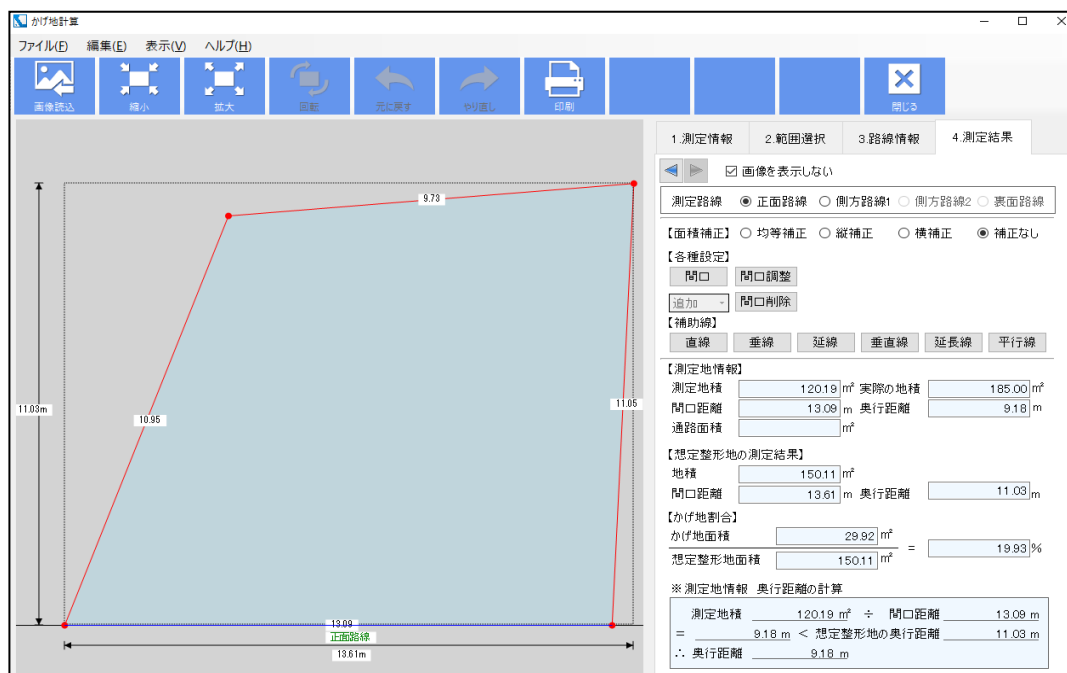 かげ地計算
ファイル(F) 編集(E) 表示(V) ヘルプ(H)
画像読込 縮小 拡大 回転 元に戻す やり直し 印刷 閉じる
1.測定情報 2.範囲選択 3.路線情報 4.測定結果
画像を表示しない
測定路線 正面路線 側方路線1 側方路線2 裏面路線
【面積補正】 均等補正 縦補正 横補正 補正なし
【各種設定】
間口 間口調整
追加 間口削除
【補助線】
直線 垂線 延線 垂直線 延長線 平行線
【測定地情報】
測定地積 120.19 m² 実際の地積 185.00 m²
間口距離 13.09 m 奥行距離 9.18 m
通路面積 m²
【想定整形地の測定結果】
地積 150.11 m²
間口距離 13.61 m 奥行距離 11.03 m
【かげ地割合】
かげ地面積 29.92 m²
= 19.93 %
想定整形地面積 150.11 m²
※測定地情報 奥行距離の計算
測定地積 120.19 m² ÷ 間口距離 13.09 m
= 9.18 m < 想定整形地の奥行距離 11.03 m
∴ 奥行距離 9.18 m
9.73
11.03m
10.95
11.05
13.09
正面路線
13.61m